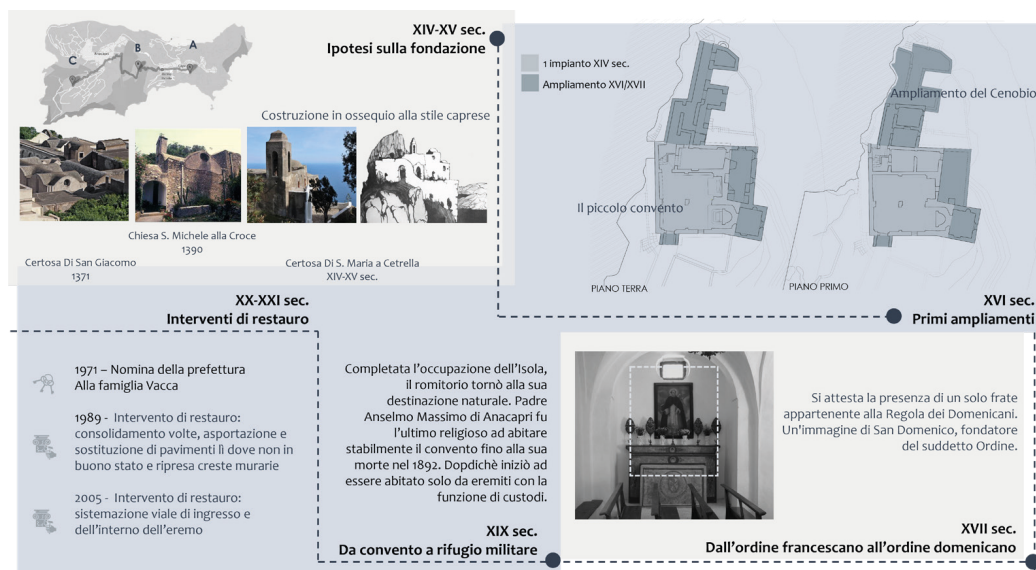 XIV-XV sec.
Ipotesi sulla fondazione
A
B
C
Costruzione in ossequio alla stile caprese
Chiesa S. Michele alla Croce
1390
Certosa Di San Giacomo
1371
Certosa Di S. Maria a Cetrella
XIV-XV sec.
1 impianto XIV sec.
Ampliamento XVI/XVII
Ampliamento del Cenobio
Il piccolo convento
PIANO TERRA
PIANO PRIMO
XVI sec.
Primi ampliamenti
Si attesta la presenza di un solo frate
appartenente alla Regola dei Domenicani.
Un'immagine di San Domenico, fondatore
del suddetto Ordine.
XVII sec.
Dall'ordine francescano all'ordine domenicano
Completata l'occupazione dell'Isola,
il romitorio tornò alla sua
destinazione naturale. Padre
Anselmo Massimo di Anacapri fu
l'ultimo religioso ad abitare
stabilmente il convento fino alla sua
morte nel 1892. Dopdichè iniziò ad
essere abitato solo da eremiti con la
funzione di custodi.
XIX sec.
Da convento a rifugio militare
XX-XXI sec.
Interventi di restauro
1971 – Nomina della prefettura
Alla famiglia Vacca
1989 - Intervento di restauro:
consolidamento volte, asportazione e
sostituzione di pavimenti lì dove non in
buono stato e ripresa creste murarie
2005 - Intervento di restauro:
sistemazione viale di ingresso e
dell'interno dell'eremo